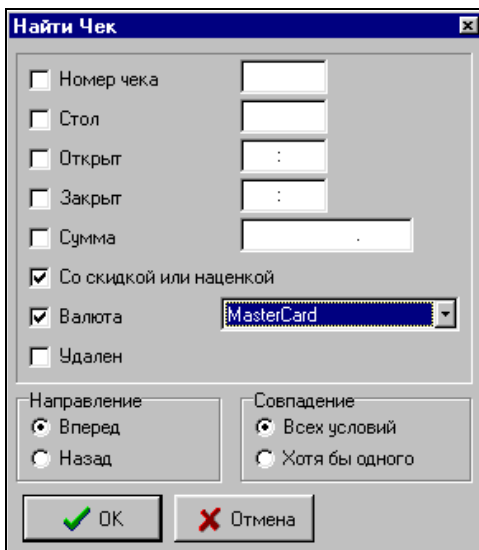 Найти Чек
Номер чека
Стол
Открыт :
Закрыт :
Сумма .
Со скидкой или наценкой
Валюта MasterCard
Удален
Направление Совпадение
Вперед Всех условий
Назад Хотя бы одного
OK Отмена